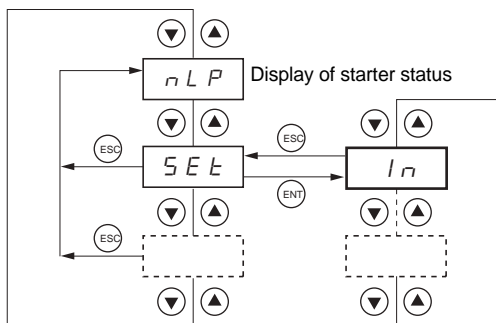 nLP
Display of starter status
ESC
ESC
SEt
In
ENT
ESC